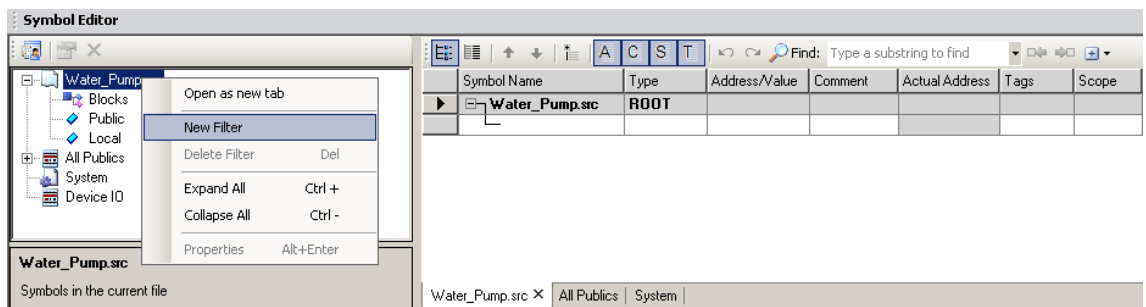 Symbol Editor
A C S T Find: Type a substring to find
Water_Pump
Blocks
Public
Local
All Publics
System
Device IO
Open as new tab
New Filter
Delete Filter Del
Expand All Ctrl +
Collapse All Ctrl -
Properties Alt+Enter
Water_Pump.src
Symbols in the current file
Symbol Name Type Address/Value Comment Actual Address Tags Scope
Water_Pump.src ROOT
Water_Pump.src All Publics System